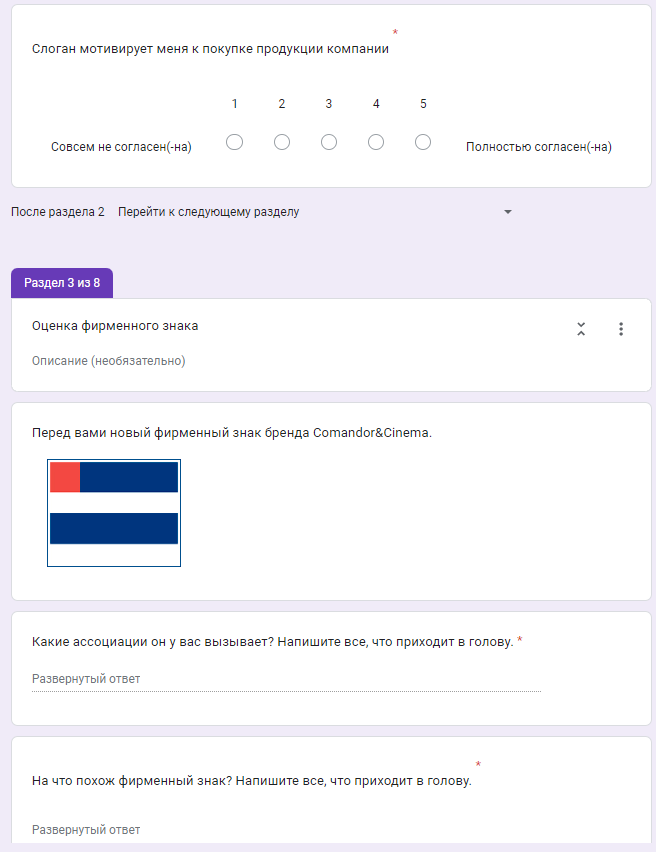 Слоган мотивирует меня к покупке продукции компании *
1 2 3 4 5
Совсем не согласен(-на) Полностью согласен(-на)
После раздела 2 Перейти к следующему разделу
Раздел 3 из 8
Оценка фирменного знака
Описание (необязательно)
Перед вами новый фирменный знак бренда Comandor&Cinema.
Какие ассоциации он у вас вызывает? Напишите все, что приходит в голову. *
Развернутый ответ
На что похож фирменный знак? Напишите все, что приходит в голову. *
Развернутый ответ